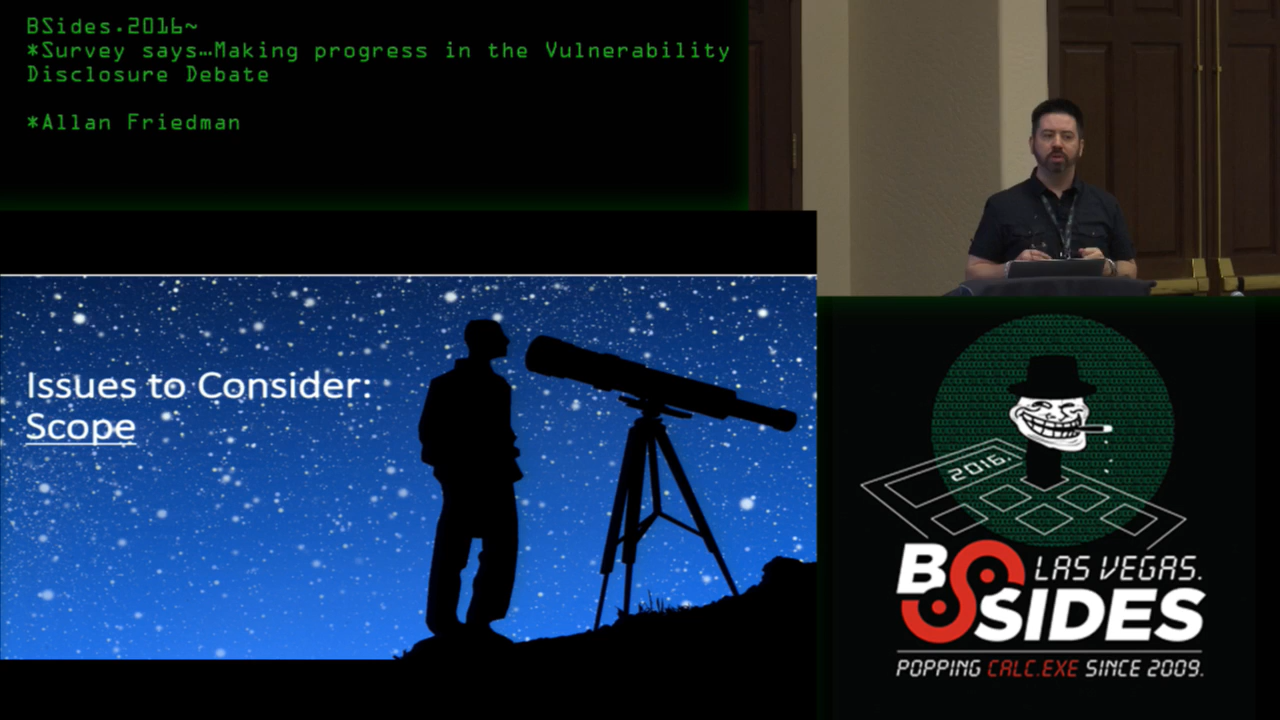 BSides.2016~
*Survey says…Making progress in the Vulnerability
Disclosure Debate
*Allan Friedman
Issues to Consider:
Scope
2016.
BSIDES
LAS VEGAS.
POPPING CALC.EXE SINCE 2009.